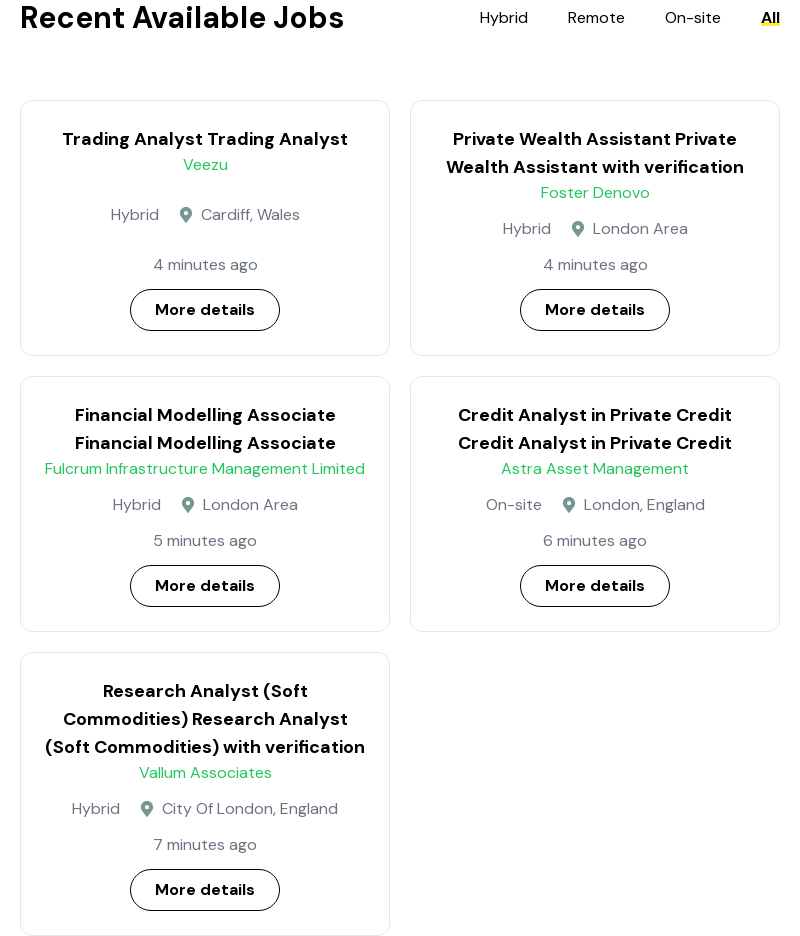 Recent Available Jobs
Hybrid Remote On-site All
Trading Analyst Trading Analyst
Veezu
Hybrid Cardiff, Wales
4 minutes ago
More details
Private Wealth Assistant Private
Wealth Assistant with verification
Foster Denovo
Hybrid London Area
4 minutes ago
More details
Financial Modelling Associate
Financial Modelling Associate
Fulcrum Infrastructure Management Limited
Hybrid London Area
5 minutes ago
More details
Credit Analyst in Private Credit
Credit Analyst in Private Credit
Astra Asset Management
On-site London, England
6 minutes ago
More details
Research Analyst (Soft
Commodities) Research Analyst
(Soft Commodities) with verification
Vallum Associates
Hybrid City Of London, England
7 minutes ago
More details